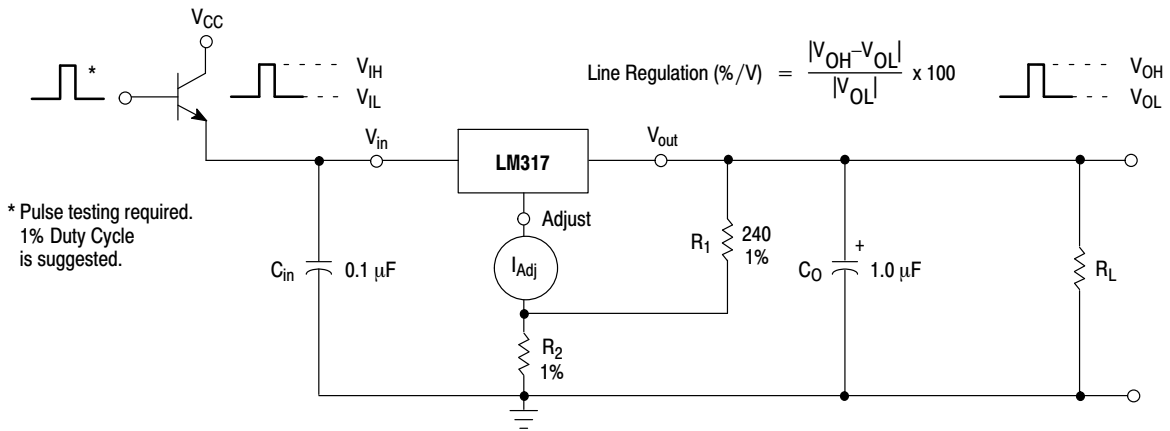 V_CC
*
V_IH
V_IL
Line Regulation (%/V) = |V_OH–V_OL| / |V_OL| x 100
V_OH
V_OL
V_in
LM317
V_out
* Pulse testing required.
1% Duty Cycle
is suggested.
Adjust
I_Adj
C_in 0.1 μF
R_1 240
1%
C_O + 1.0 μF
R_L
R_2
1%